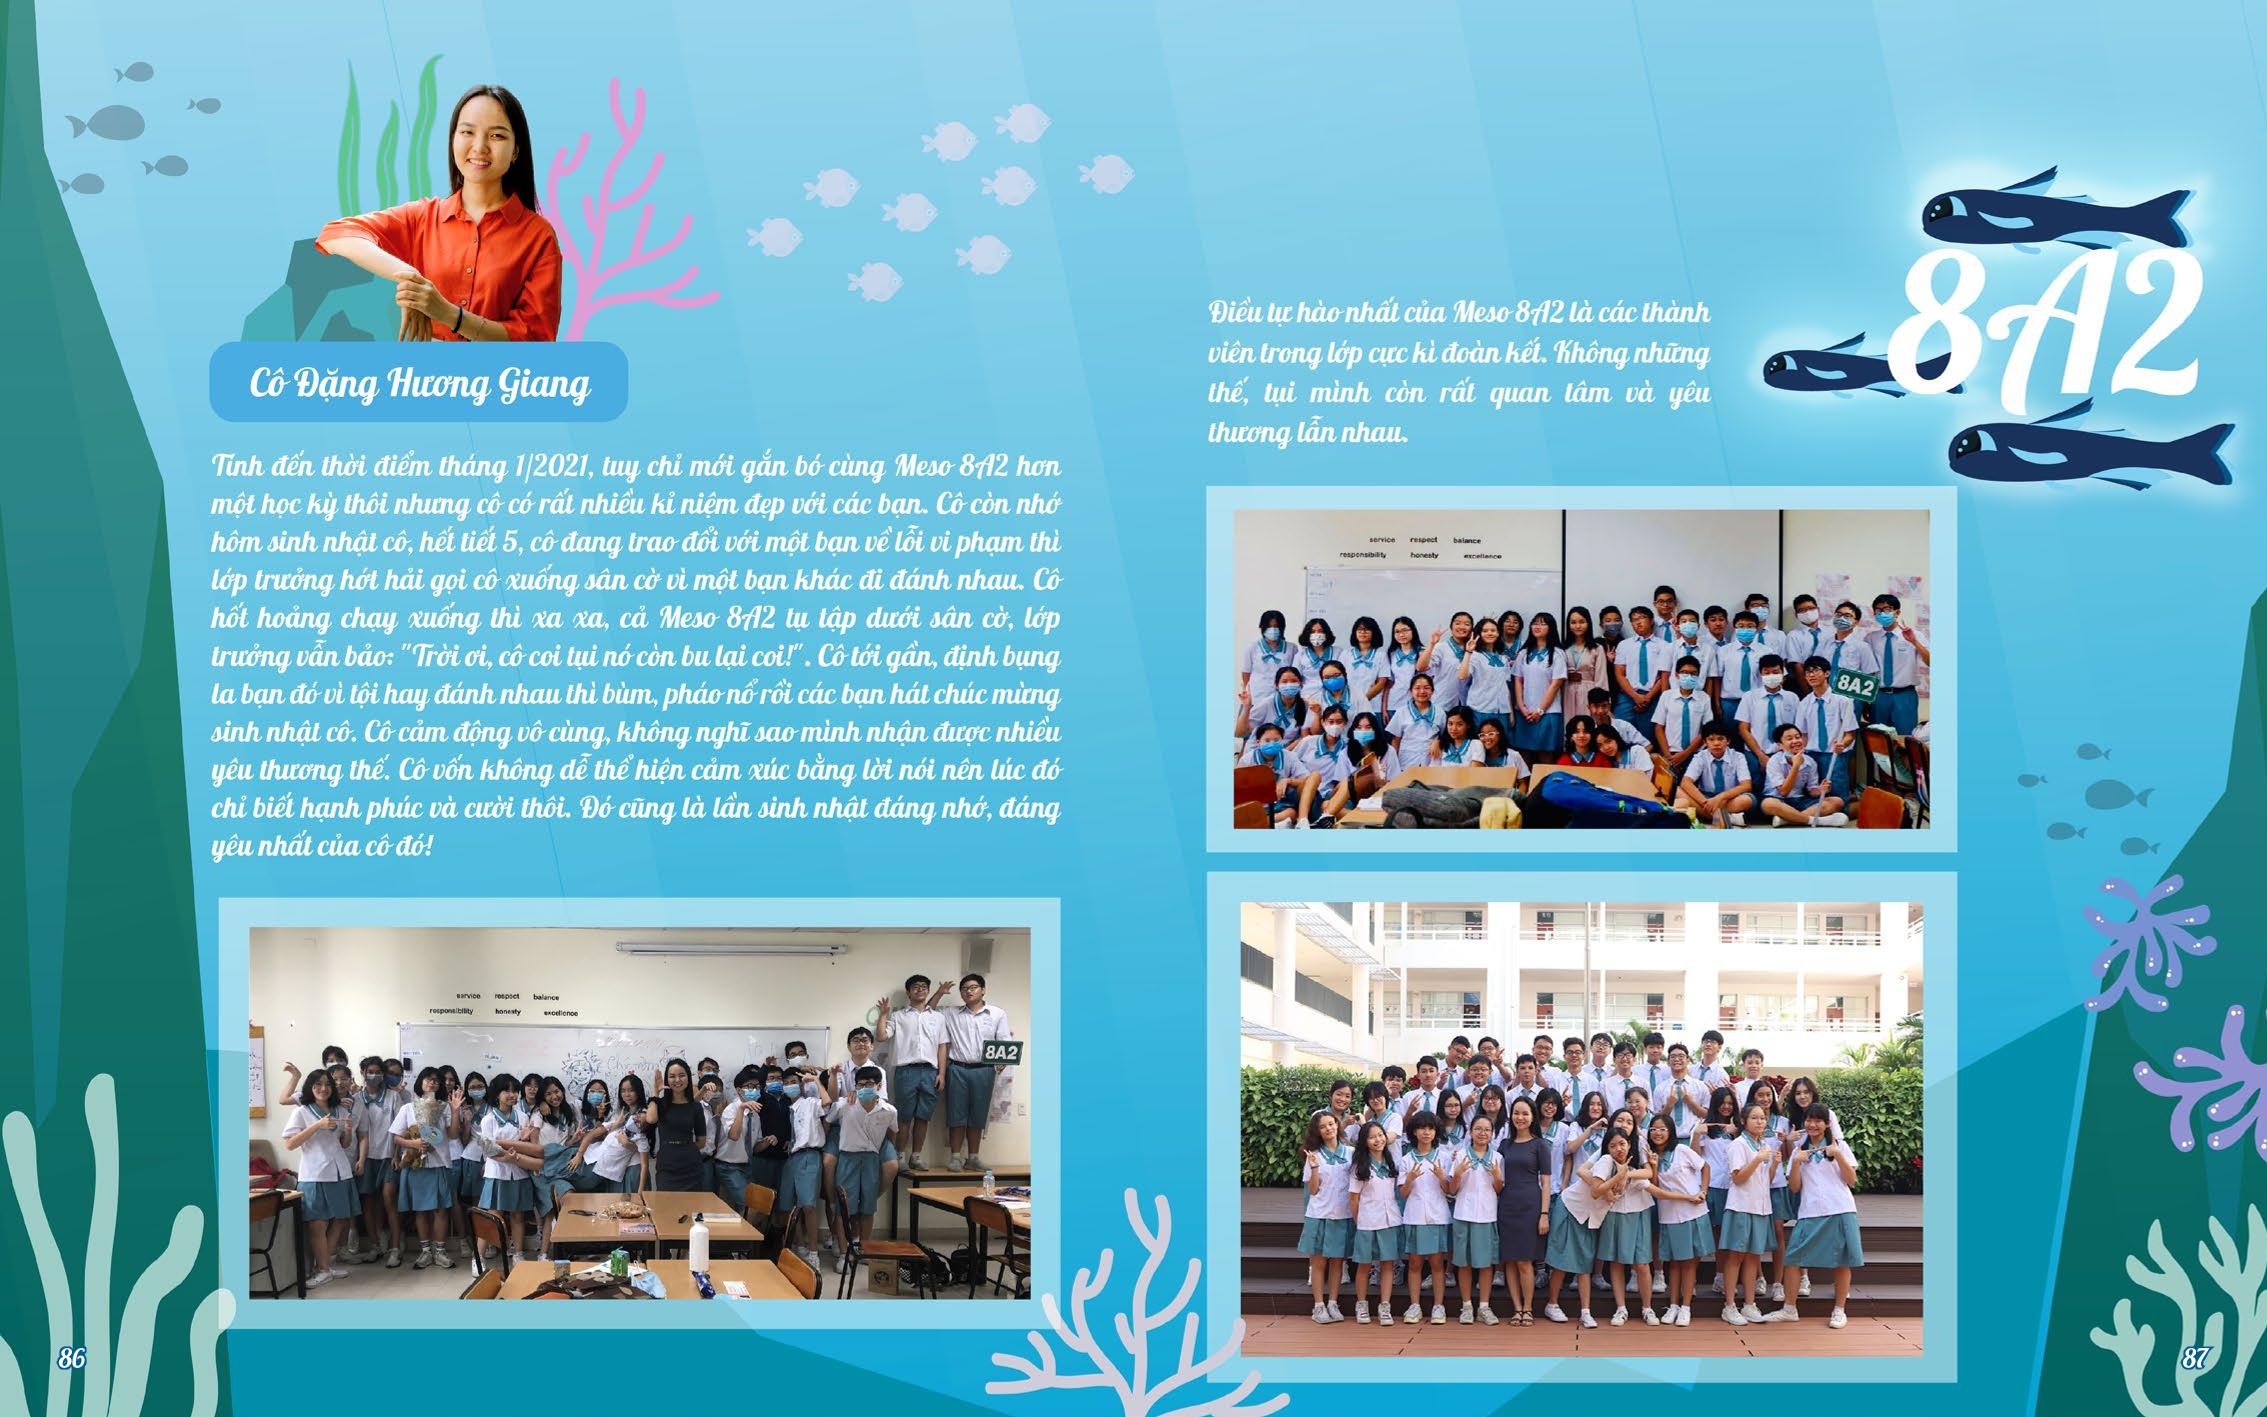 Cô Đặng Hương Giang
Tính đến thời điểm tháng 1/2021, tuy chỉ mới gắn bó cùng Meso 8A2 hơn
một học kỳ thôi nhưng cô có rất nhiều kỉ niệm đẹp với các bạn. Cô còn nhớ
hôm sinh nhật cô, hết tiết 5, cô đang trao đổi với một bạn về lỗi vi phạm thì
lớp trưởng hớt hải gọi cô xuống sân cờ vì một bạn khác đi đánh nhau. Cô
hốt hoảng chạy xuống thì xa xa, cả Meso 8A2 tụ tập dưới sân cờ, lớp
trưởng vẫn bảo: "Trời ơi, cô coi tụi nó còn bu lại coi!". Cô tới gần, định bụng
la bạn đó vì tội hay đánh nhau thì bùm, pháo nổ rồi các bạn hát chúc mừng
sinh nhật cô. Cô cảm động vô cùng, không nghĩ sao mình nhận được nhiều
yêu thương thế. Cô vốn không dễ thể hiện cảm xúc bằng lời nói nên lúc đó
chỉ biết hạnh phúc và cười thôi. Đó cũng là lần sinh nhật đáng nhớ, đáng
yêu nhất của cô đó!
service respect balance
responsibility honesty excellence
8A2
86
8A2
Điều tự hào nhất của Meso 8A2 là các thành
viên trong lớp cực kì đoàn kết. Không những
thế, tụi mình còn rất quan tâm và yêu
thương lẫn nhau.
service respect balance
responsibility honesty excellence
8A2
87